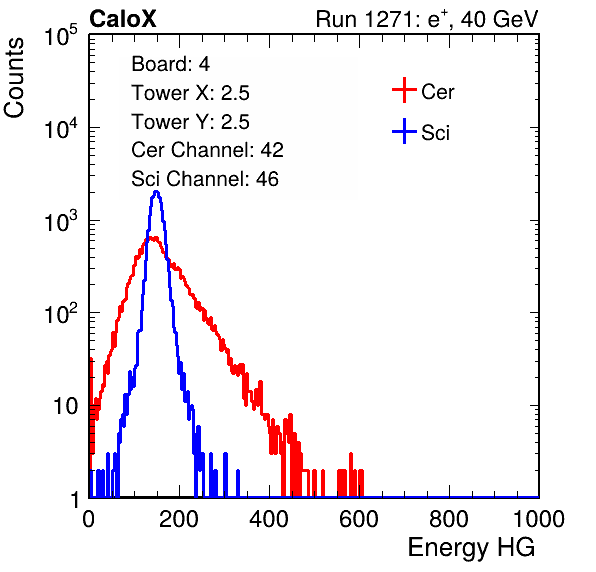 CaloX Run 1271: e⁺, 40 GeV
Counts
Board: 4
Tower X: 2.5
Tower Y: 2.5
Cer Channel: 42
Sci Channel: 46
Cer
Sci
10⁵
10⁴
10³
10²
10
1
0 200 400 600 800 1000
Energy HG